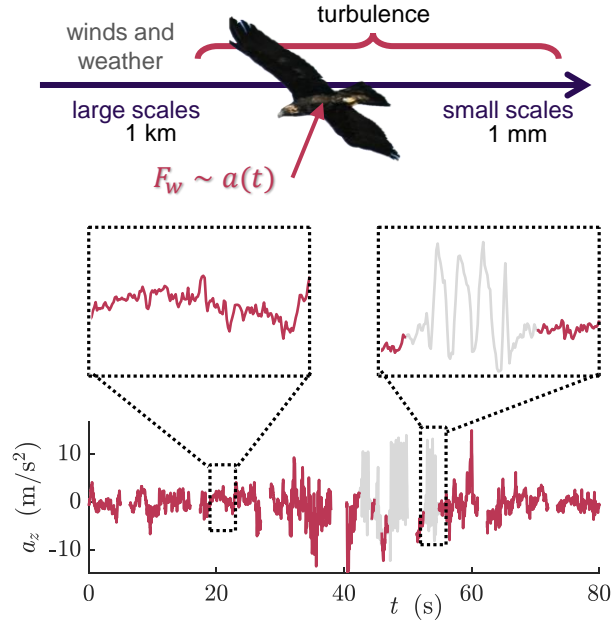 turbulence
winds and
weather
large scales
1 km
small scales
1 mm
F_w ~ a(t)
a_z (m/s²)
10
0
-10
0
20
40
60
80
t (s)